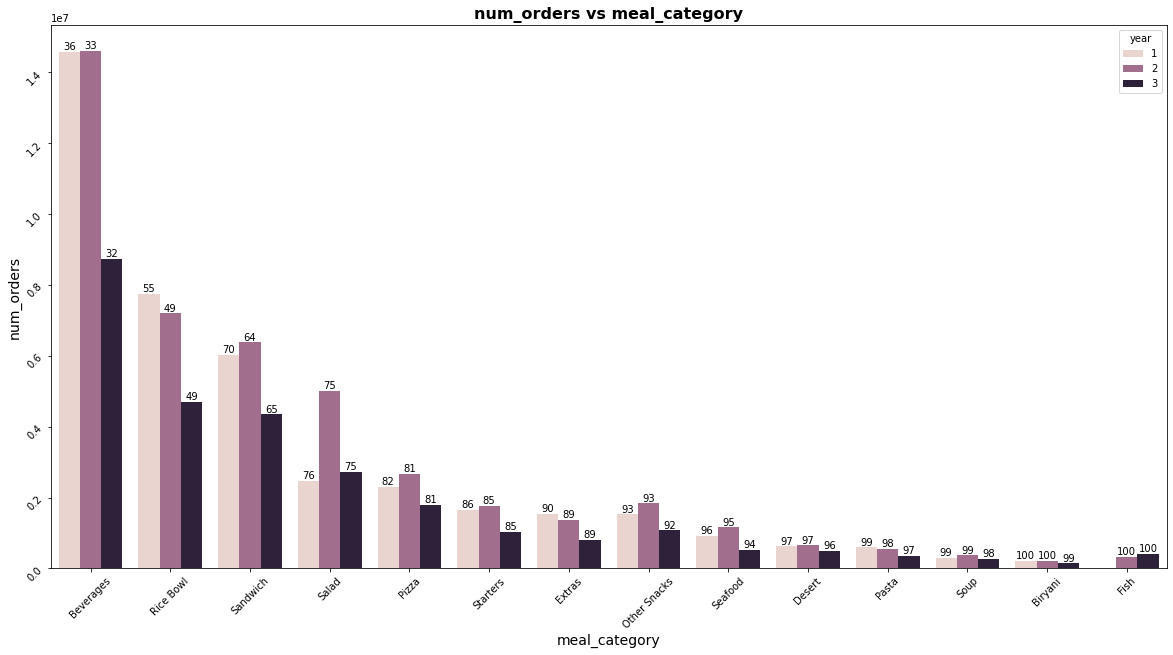 num_orders vs meal_category
1e7
year
1
2
3
num_orders
1.4
1.2
1.0
0.8
0.6
0.4
0.2
0.0
36 33 32
55 49 49
70 64 65
76 75 75
82 81 81
86 85 85
90 89 89
93 93 92
96 95 94
97 97 96
99 98 97
99 99 98
100 100 99
100 100
Beverages
Rice Bowl
Sandwich
Salad
Pizza
Starters
Extras
Other Snacks
Seafood
Desert
Pasta
Soup
Biryani
Fish
meal_category